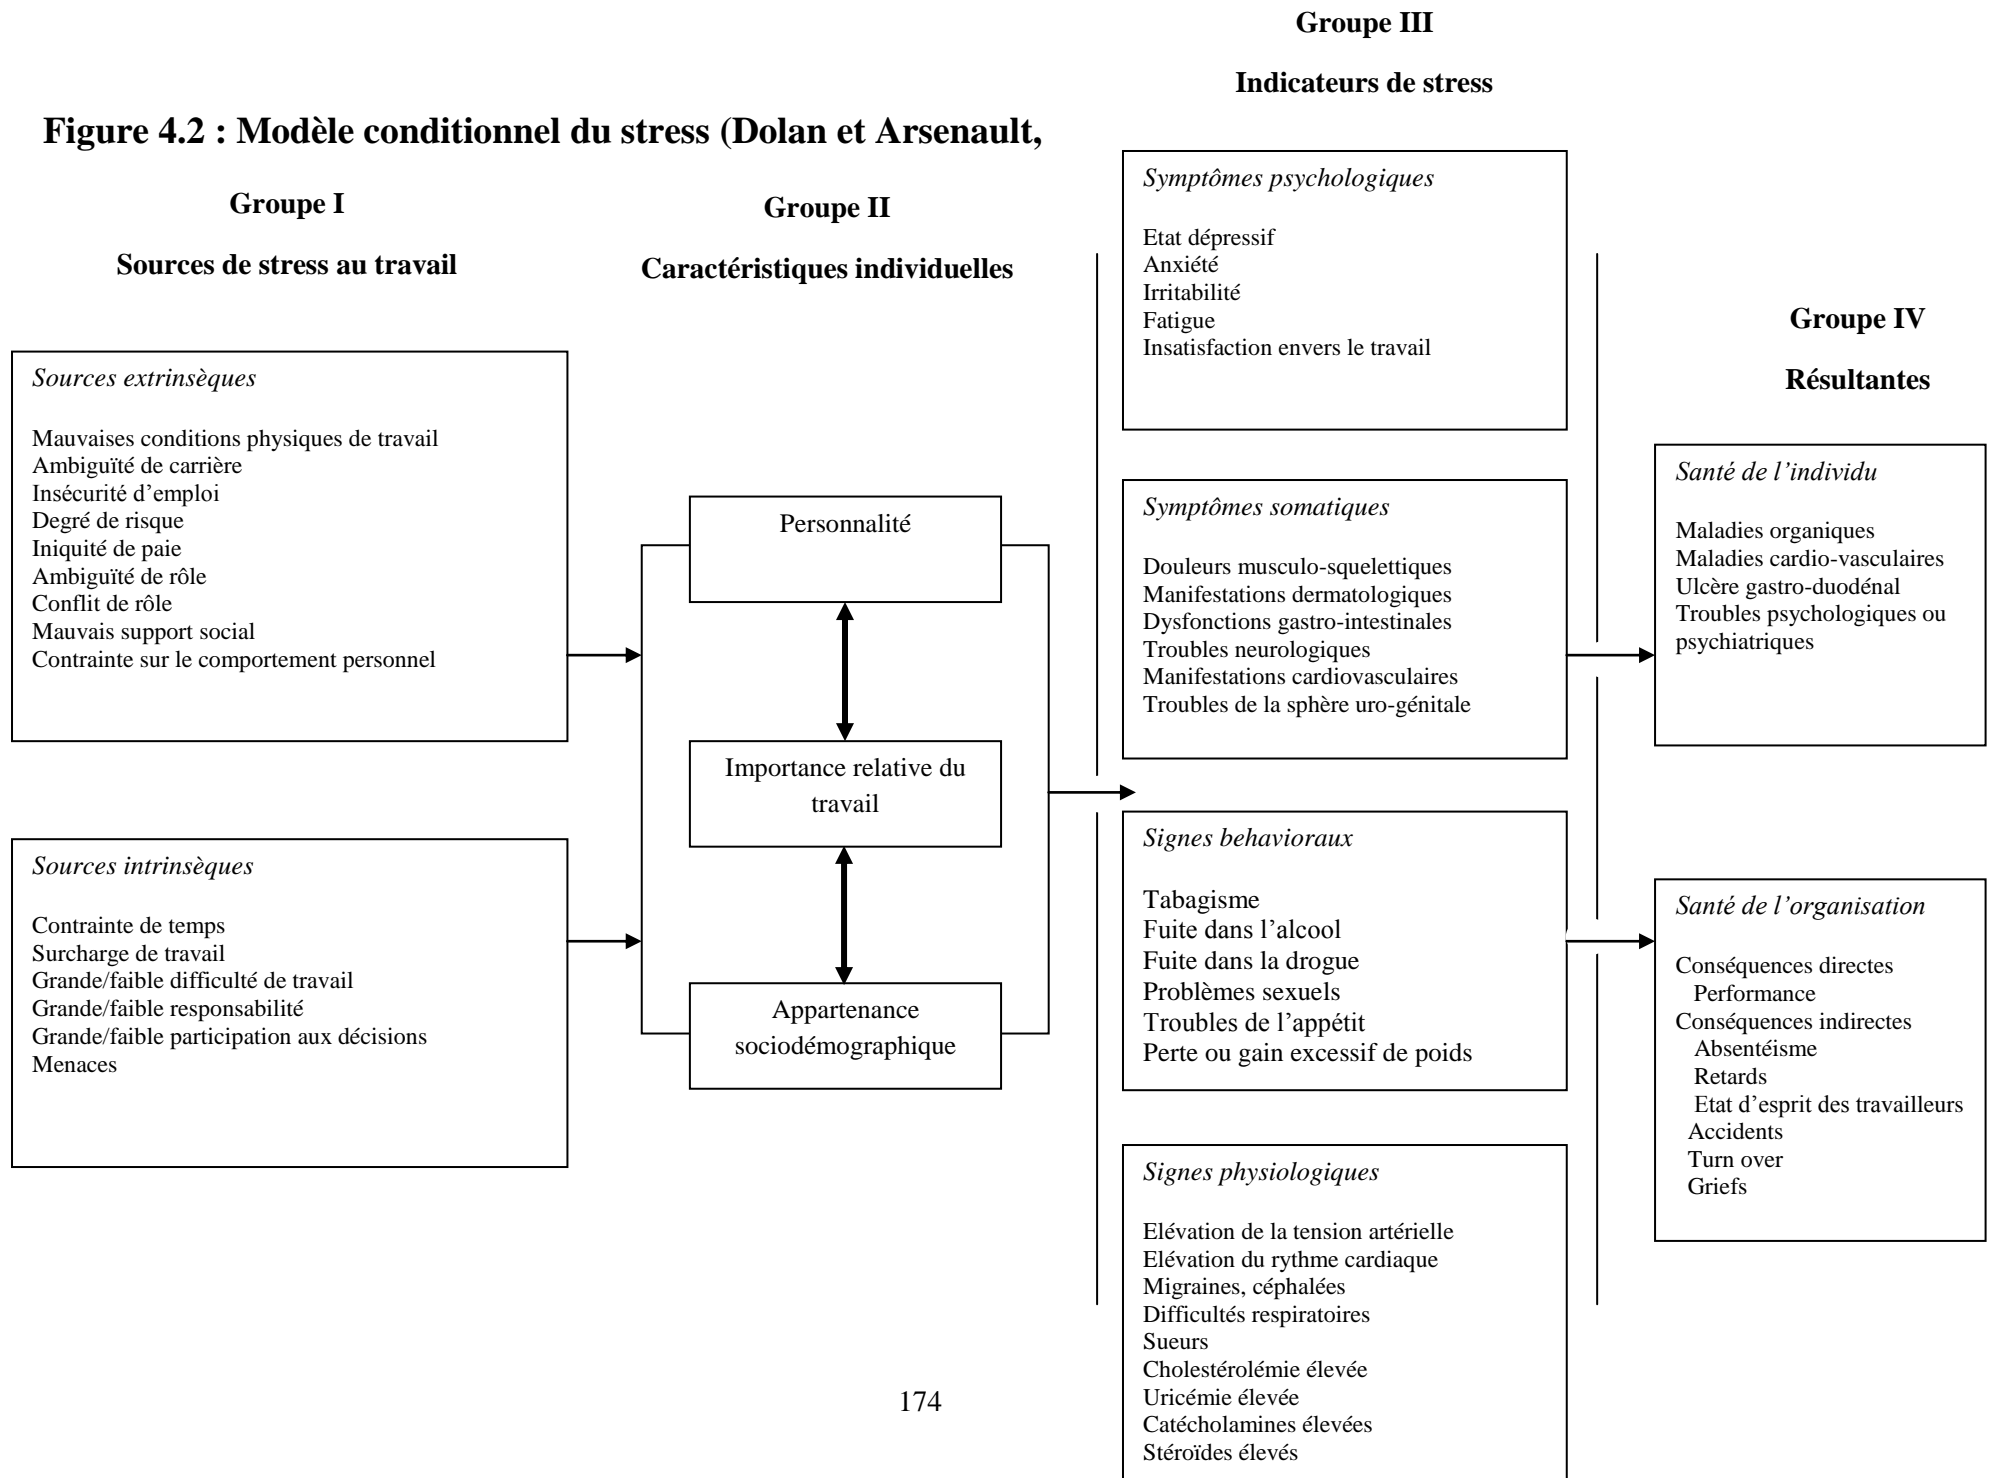 Groupe III
Indicateurs de stress
Figure 4.2 : Modèle conditionnel du stress (Dolan et Arsenault,
Groupe I
Sources de stress au travail
Sources extrinsèques
Mauvaises conditions physiques de travail
Ambiguïté de carrière
Insécurité d’emploi
Degré de risque
Iniquité de paie
Ambiguïté de rôle
Conflit de rôle
Mauvais support social
Contrainte sur le comportement personnel
Sources intrinsèques
Contrainte de temps
Surcharge de travail
Grande/faible difficulté de travail
Grande/faible responsabilité
Grande/faible participation aux décisions
Menaces
Groupe II
Caractéristiques individuelles
Personnalité
Importance relative du
travail
Appartenance
sociodémographique
Symptômes psychologiques
Etat dépressif
Anxiété
Irritabilité
Fatigue
Insatisfaction envers le travail
Symptômes somatiques
Douleurs musculo-squelettiques
Manifestations dermatologiques
Dysfonctions gastro-intestinales
Troubles neurologiques
Manifestations cardiovasculaires
Troubles de la sphère uro-génitale
Signes behavioraux
Tabagisme
Fuite dans l’alcool
Fuite dans la drogue
Problèmes sexuels
Troubles de l’appétit
Perte ou gain excessif de poids
Signes physiologiques
Elévation de la tension artérielle
Elévation du rythme cardiaque
Migraines, céphalées
Difficultés respiratoires
Sueurs
Cholestérolémie élevée
Uricémie élevée
Catécholamines élevées
Stéroïdes élevés
Groupe IV
Résultantes
Santé de l’individu
Maladies organiques
Maladies cardio-vasculaires
Ulcère gastro-duodénal
Troubles psychologiques ou
psychiatriques
Santé de l’organisation
Conséquences directes
Performance
Conséquences indirectes
Absentéisme
Retards
Etat d’esprit des travailleurs
Accidents
Turn over
Griefs
174